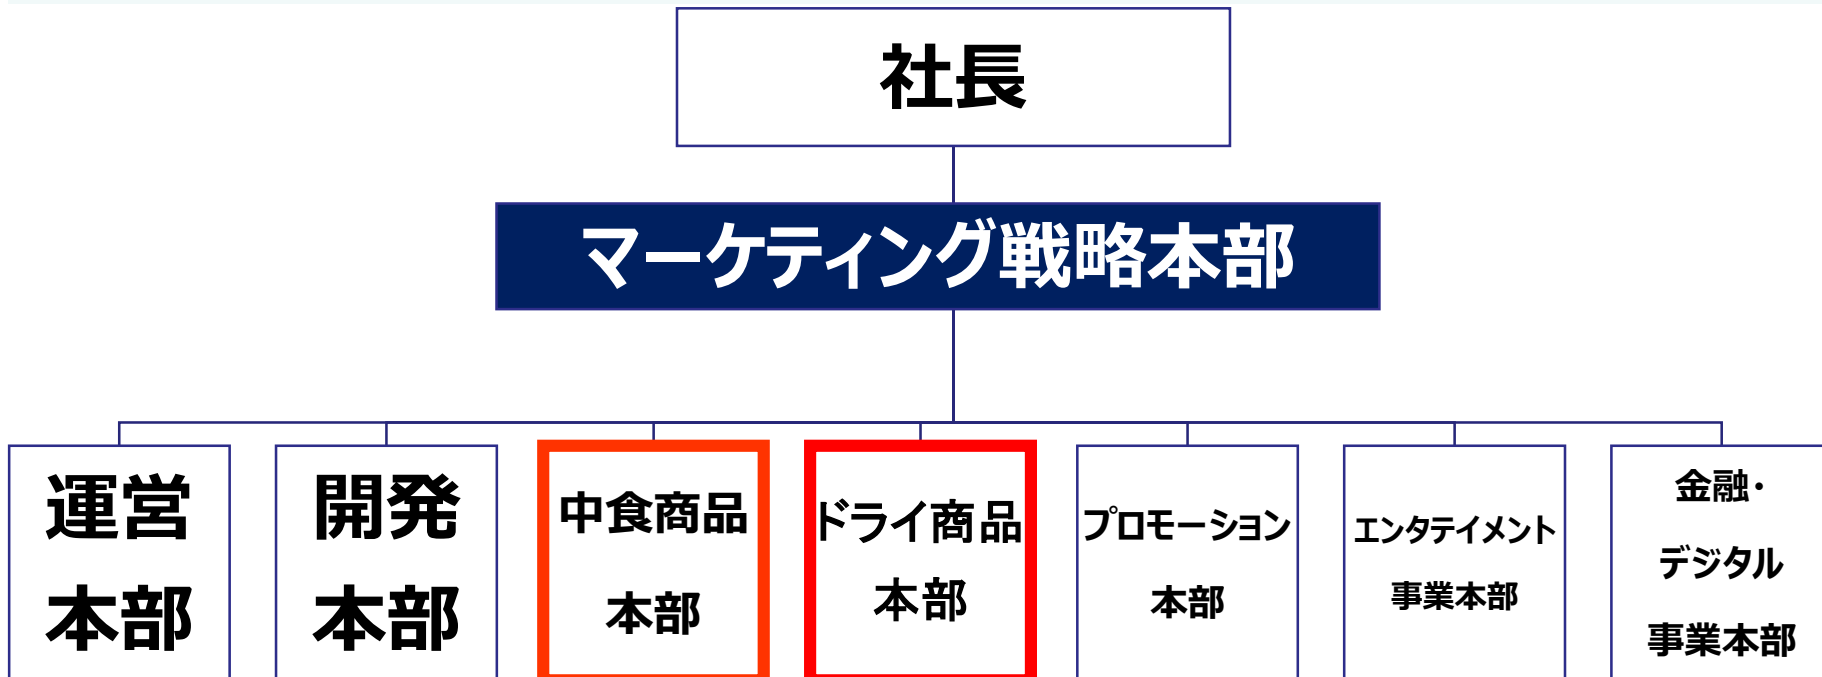 社長
マーケティング戦略本部
運営
本部
開発
本部
中食商品
本部
ドライ商品
本部
プロモーション
本部
エンタテイメント
事業本部
金融・
デジタル
事業本部